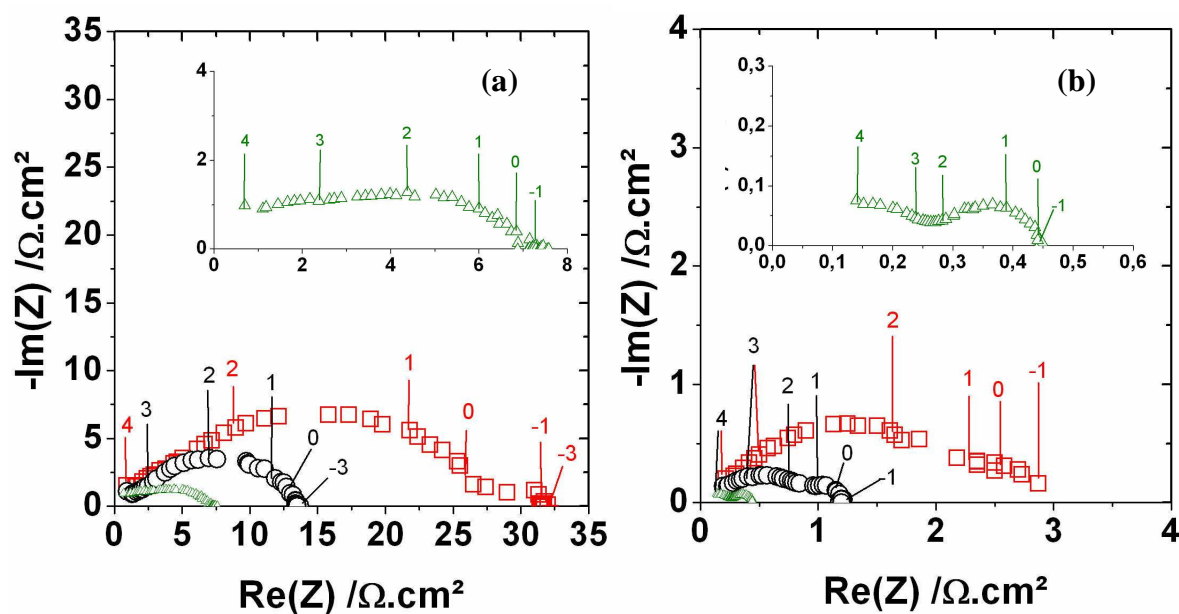 (a)
-Im(Z) /Ω.cm²
35
30
25
20
15
10
5
0
4
2
0
4 3 2 1 0 -1
0 2 4 6 8
4 3 2 2 1 1 0 0 -3 -1 -3
0 5 10 15 20 25 30 35
Re(Z) /Ω.cm²
(b)
-Im(Z) /Ω.cm²
4
3
2
1
0
0,3
0,2
0,1
0,0
4 3 2 1 0 -1
0,0 0,1 0,2 0,3 0,4 0,5 0,6
4 3 2 1 0 -1 2 1 0 -1
0 1 2 3 4
Re(Z) /Ω.cm²